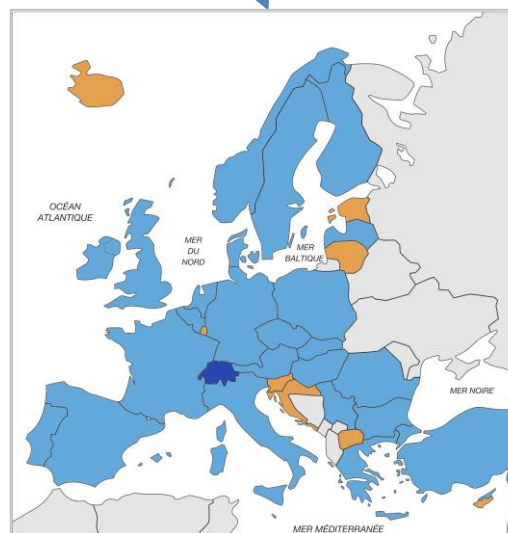 OCÉAN
ATLANTIQUE
MER
DU
NORD
MER
BALTIQUE
MER NOIRE
MER MÉDITERRANÉE